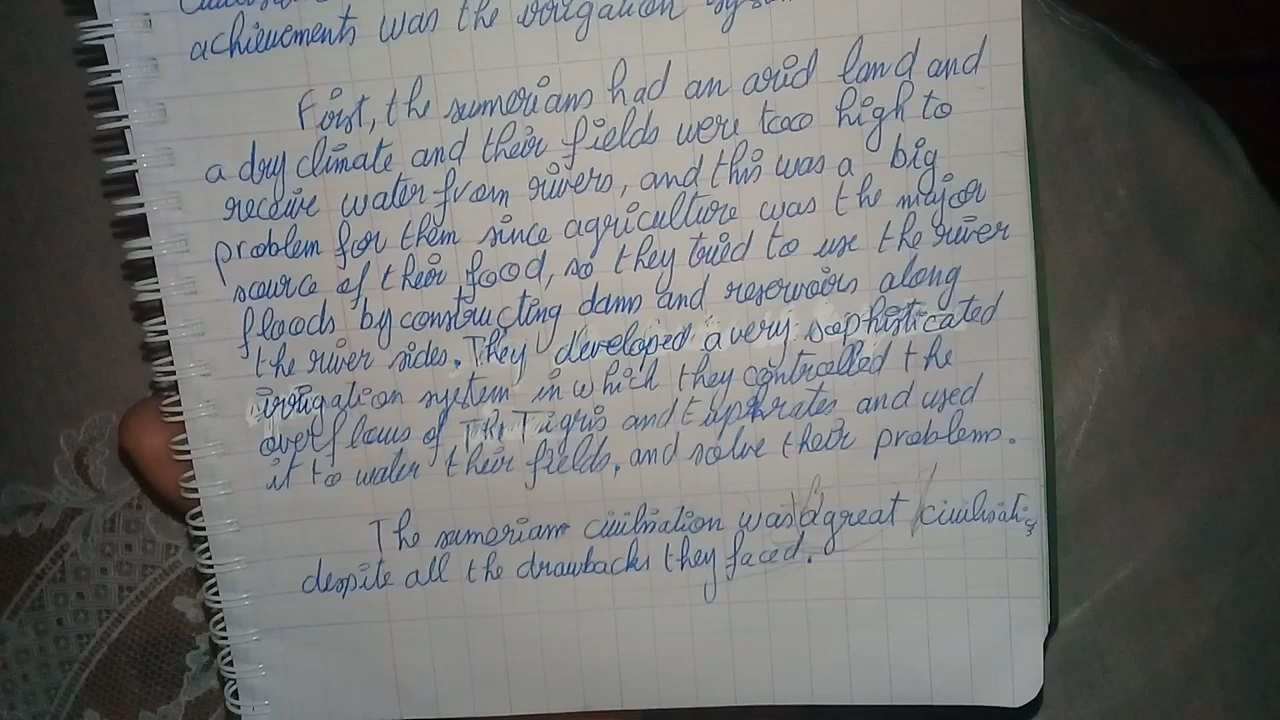 achievements was the irrigation
First, the sumerians had an arid land and
a dry climate and their fields were too high to
receive water from rivers, and this was a big
problem for them since agriculture was the major
source of their food, so they tried to use the river
floods by constructing dams and reservoirs along
the river sides. They developed a very sophisticated
irrigation system in which they controlled the
overflows of The Tigris and Euphrates and used
it to water their fields, and solve their problems.
The sumerian civilisation was a great
despite all the drawbacks they faced.